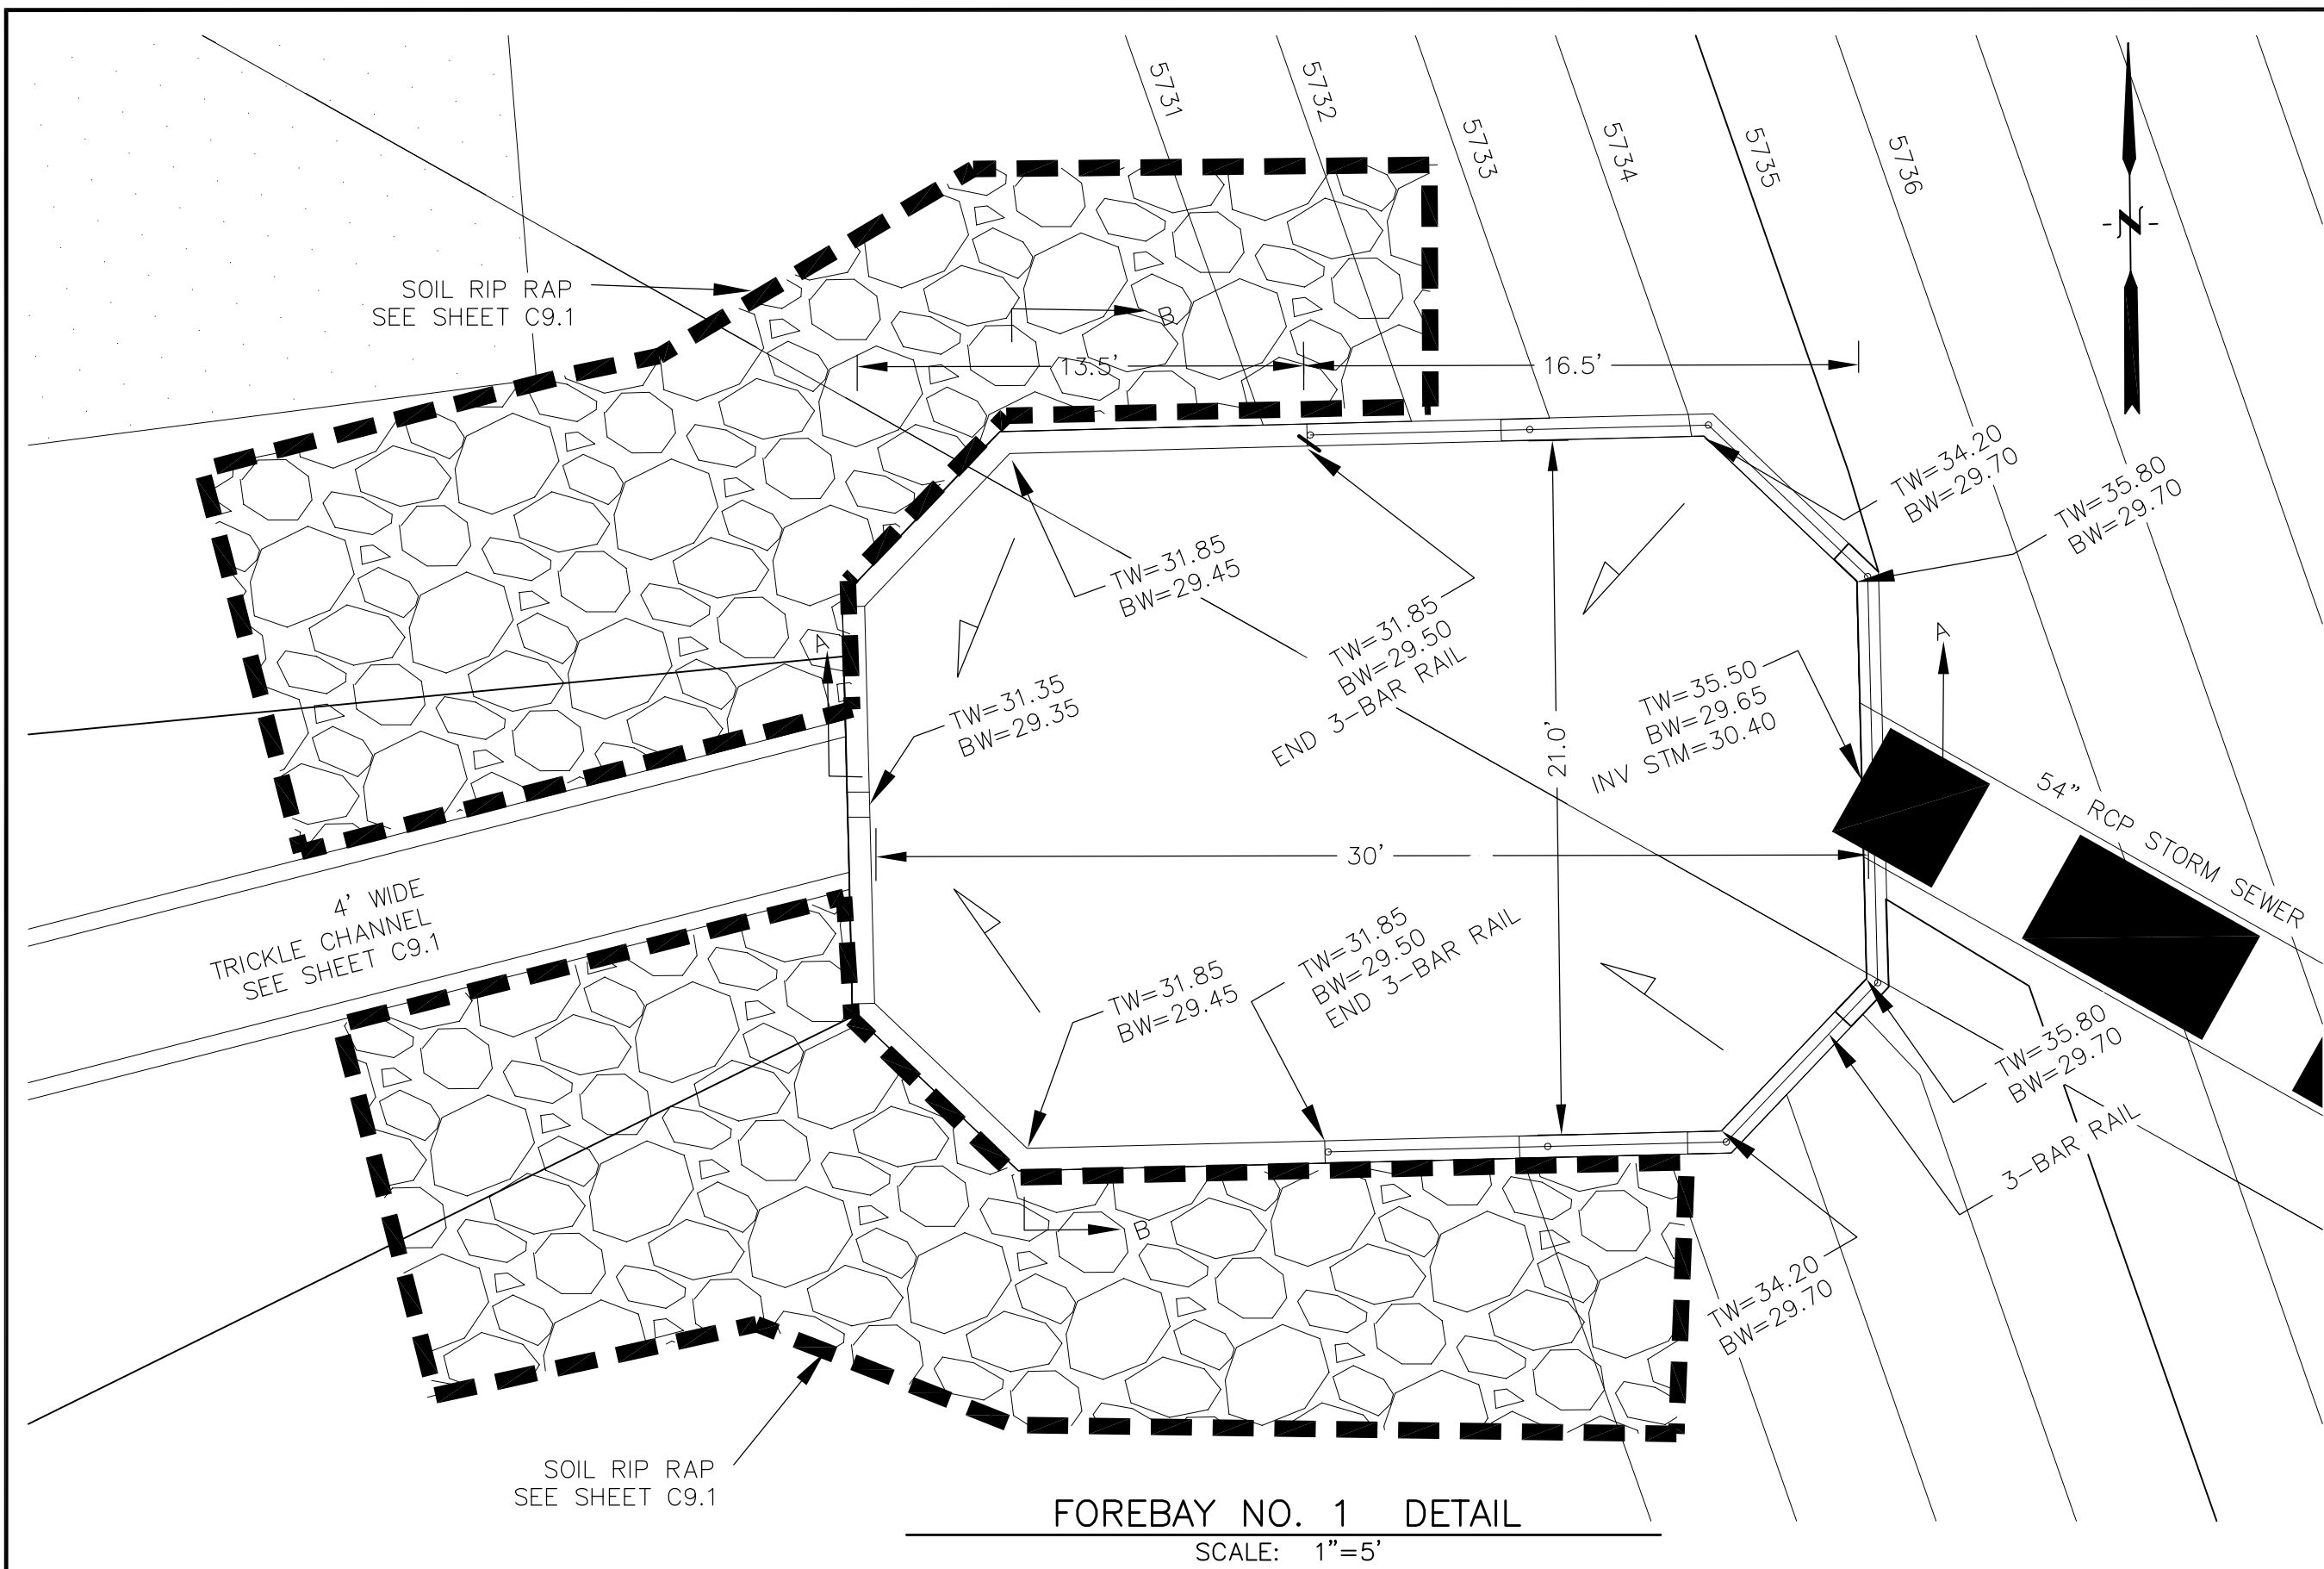 5731
5732
5733
5734
5735
5736
N
SOIL RIP RAP
SEE SHEET C9.1
B
13.5'
16.5'
TW=34.20
BW=29.70
TW=35.80
BW=29.70
TW=31.85
BW=29.45
TW=31.85
BW=29.50
END 3-BAR RAIL
A
A
TW=31.35
BW=29.35
TW=35.50
BW=29.65
INV STM=30.40
21.0'
54" RCP STORM SEWER
30'
4' WIDE
TRICKLE CHANNEL
SEE SHEET C9.1
TW=31.85
BW=29.45
TW=31.85
BW=29.50
END 3-BAR RAIL
TW=35.80
BW=29.70
3-BAR RAIL
B
TW=34.20
BW=29.70
SOIL RIP RAP
SEE SHEET C9.1
FOREBAY NO. 1 DETAIL
SCALE: 1"=5'